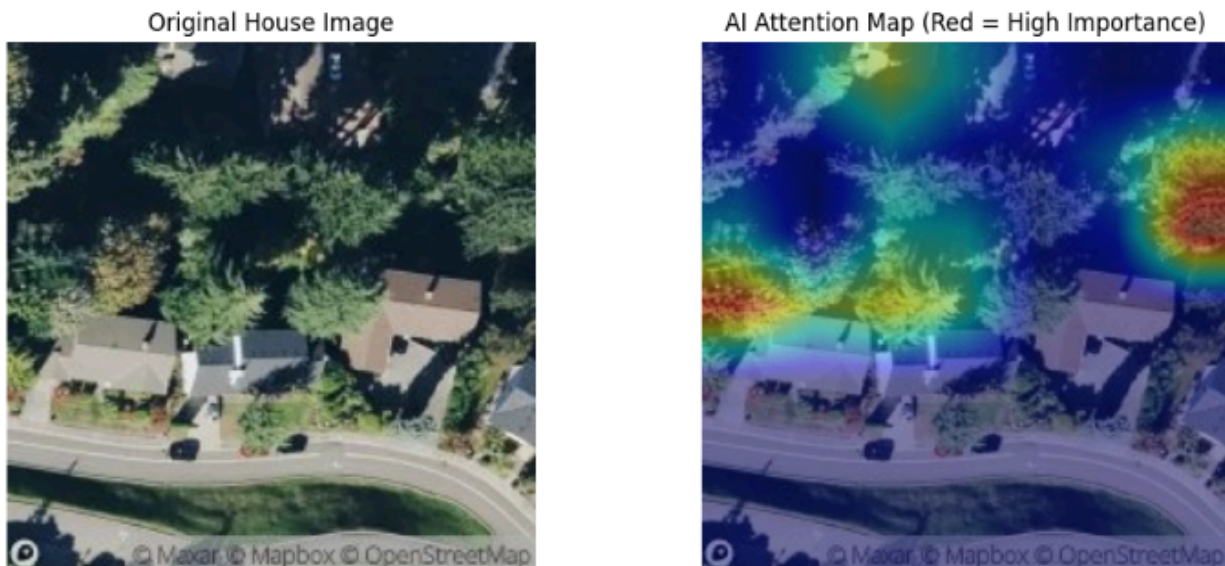 Original House Image
AI Attention Map (Red = High Importance)
© Maxar © Mapbox © OpenStreetMap
© Maxar © Mapbox © OpenStreetMap